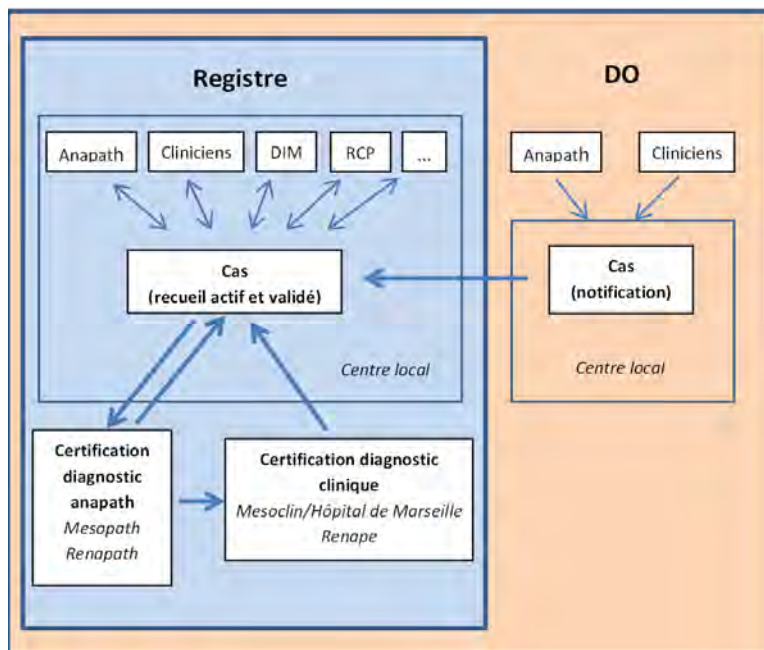 Registre
DO
Anapath
Cliniciens
DIM
RCP
...
Anapath
Cliniciens
Cas
(recueil actif et validé)
Cas
(notification)
Centre local
Centre local
Certification
diagnostic
anapath
Mesopath
Renapath
Certification diagnostic
clinique
Mesoclin/Hôpital de Marseille
Renape